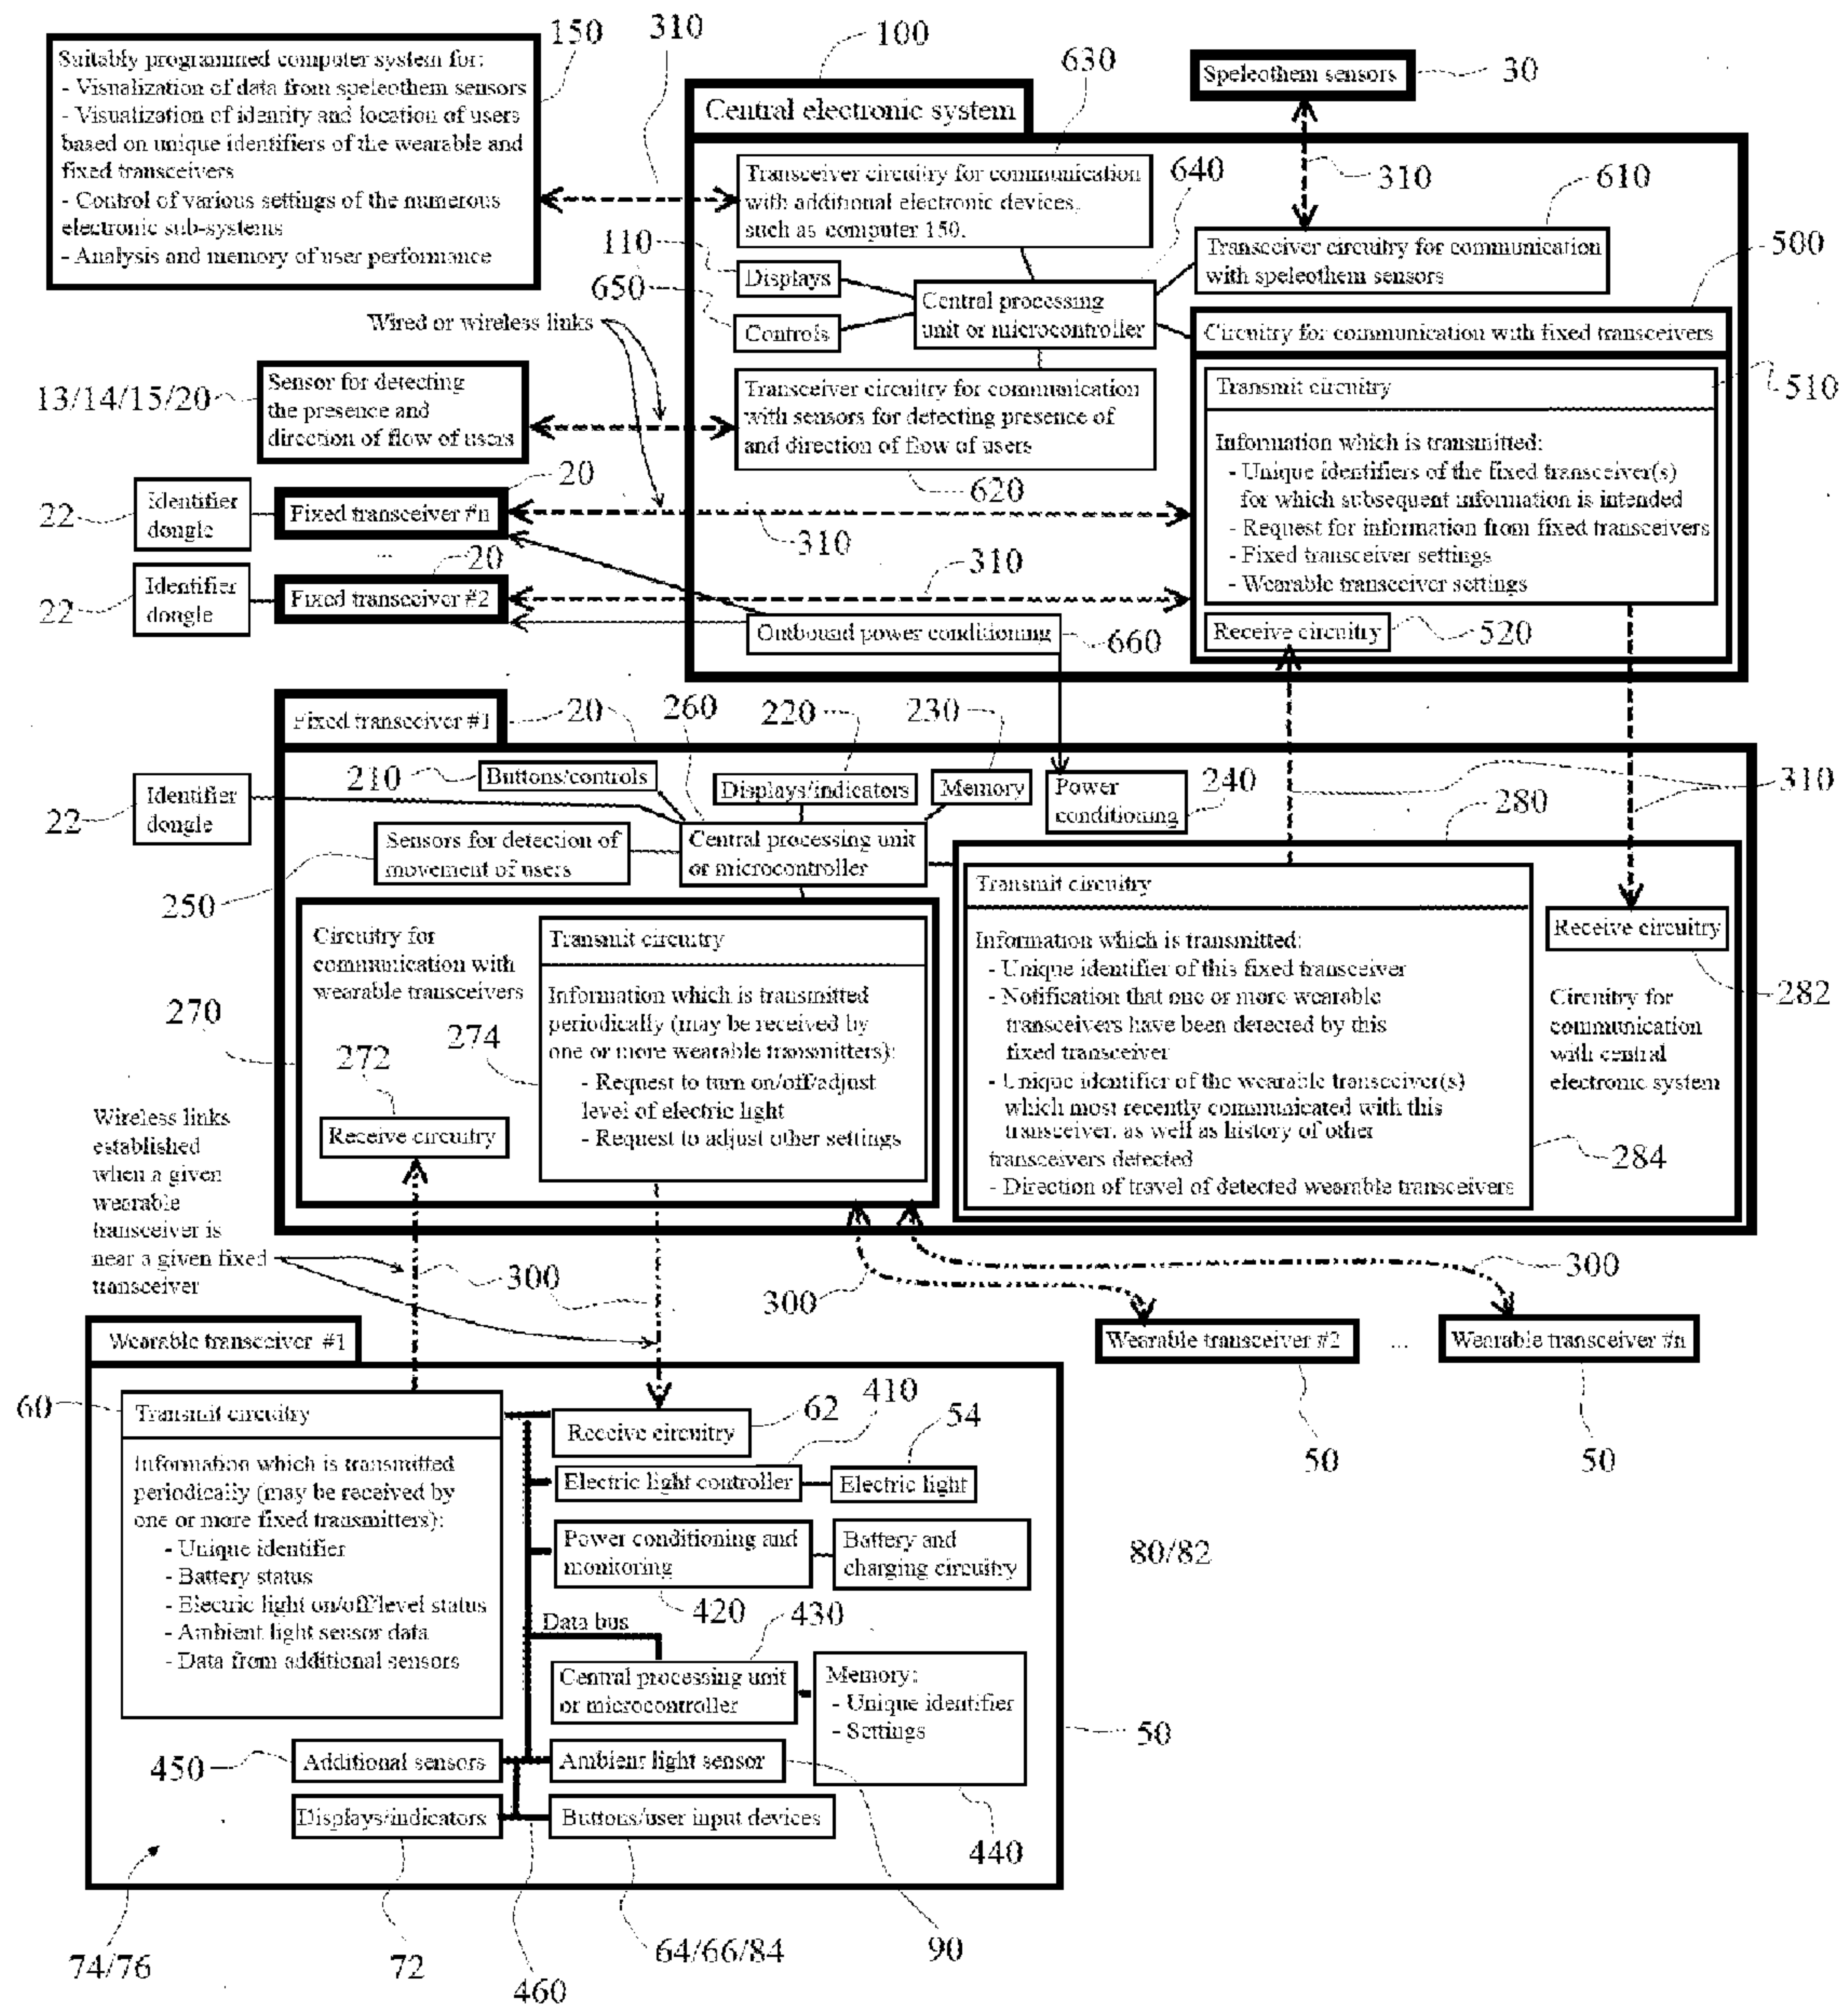 150
310
100
630
Speleothem sensors
30
Suitably programmed computer system for:
- Visualization of data from speleothem sensors
- Visualization of identity and location of users
based on unique identifiers of the wearable and
fixed transceivers
- Control of various settings of the numerous
electronic sub-systems
- Analysis and memory of user performance
Central electronic system
Transceiver circuitry for communication
with additional electronic devices,
such as computer 150.
640
310
610
110
650
Displays
Controls
Central processing
unit or microcontroller
Transceiver circuitry for communication
with speleothem sensors
500
Wired or wireless links
Circuitry for communication with fixed transceivers
13/14/15/20
Sensor for detecting
the presence and
direction of flow of users
Transceiver circuitry for communication
with sensors for detecting presence of
and direction of flow of users
620
Transmit circuitry
510
Information which is transmitted:
- Unique identifiers of the fixed transceiver(s)
for which subsequent information is intended
- Request for information from fixed transceivers
- Fixed transceiver settings
- Wearable transceiver settings
Receive circuitry
520
22
Identifier
dongle
Fixed transceiver #n
20
310
...
22
Identifier
dongle
Fixed transceiver #2
20
310
Outbound power conditioning
660
Fixed transceiver #1
20
260
220
230
210
Buttons/controls
Displays/indicators
Memory
Power
conditioning
240
280
310
22
Identifier
dongle
Sensors for detection of
movement of users
250
Central processing unit
or microcontroller
270
Circuitry for
communication with
wearable transceivers
274
272
Receive circuitry
Transmit circuitry
Information which is transmitted
periodically (may be received by
one or more wearable transmitters):
- Request to turn on/off/adjust
level of electric light
- Request to adjust other settings
Transmit circuitry
Information which is transmitted:
- Unique identifier of this fixed transceiver
- Notification that one or more wearable
transceivers have been detected by this
fixed transceiver
- Unique identifier of the wearable transceiver(s)
which most recently communicated with this
transceiver, as well as history of other
transceivers detected
- Direction of travel of detected wearable transceivers
284
Receive circuitry
282
Circuitry for
communication
with central
electronic system
Wireless links
established
when a given
wearable
transceiver is
near a given fixed
transceiver
300
300
300
Wearable transceiver #2
...
Wearable transceiver #n
50
50
Wearable transceiver #1
60
Transmit circuitry
Information which is transmitted
periodically (may be received by
one or more fixed transmitters):
- Unique identifier
- Battery status
- Electric light on/off/level status
- Ambient light sensor data
- Data from additional sensors
Receive circuitry
62
410
54
Electric light controller
Electric light
Power conditioning and
monitoring
Battery and
charging circuitry
80/82
420
430
Data bus
Central processing unit
or microcontroller
Memory:
- Unique identifier
- Settings
50
450
Additional sensors
Ambient light sensor
Displays/indicators
Buttons/user input devices
440
74/76
72
460
64/66/84
90